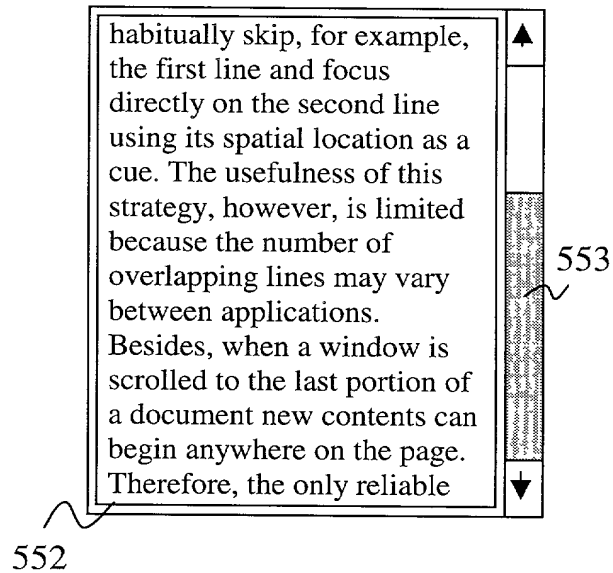 habitually skip, for example,
the first line and focus
directly on the second line
using its spatial location as a
cue. The usefulness of this
strategy, however, is limited
because the number of
overlapping lines may vary
between applications.
Besides, when a window is
scrolled to the last portion of
a document new contents can
begin anywhere on the page.
Therefore, the only reliable
553
552